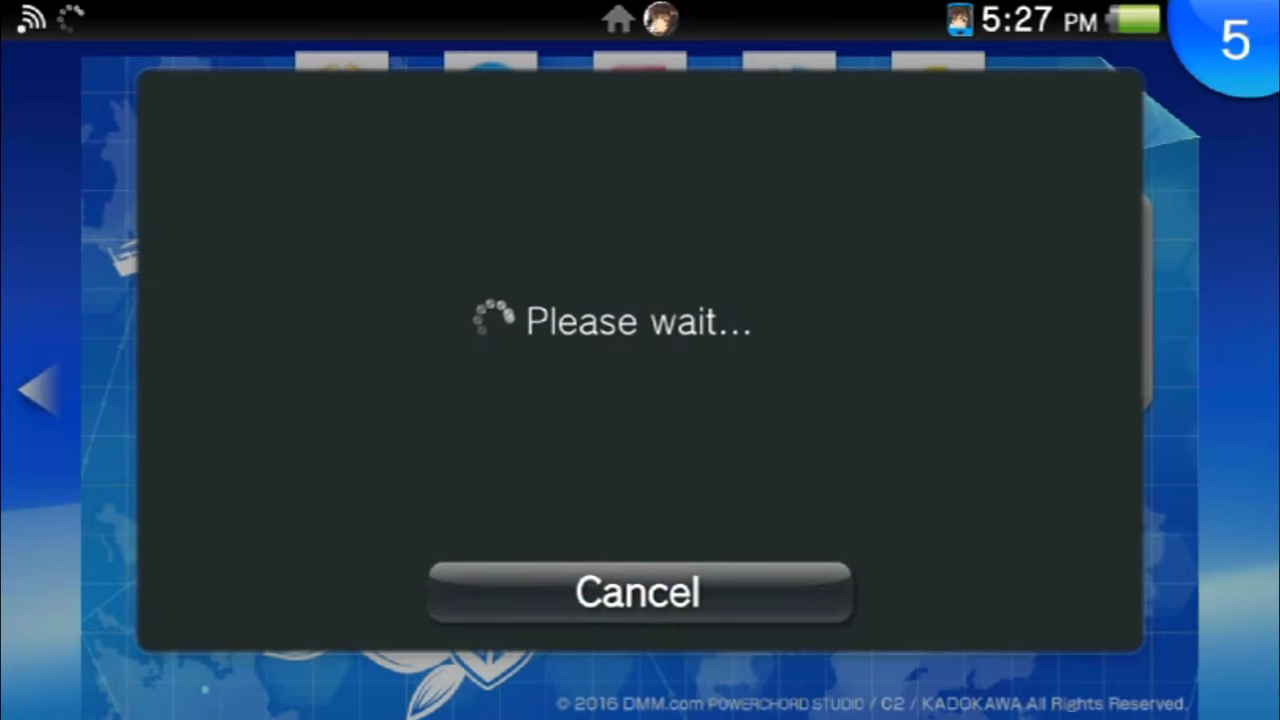 5:27 PM
5
Please wait...
Cancel
© 2016 DMM.com POWERCHORD STUDIO / C2 / KADOKAWA All Rights Reserved.